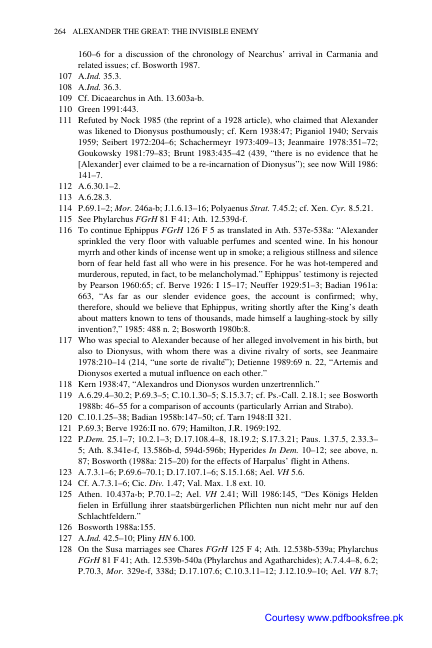 264 ALEXANDER THE GREAT: THE INVISIBLE ENEMY
160–6 for a discussion of the chronology of Nearchus' arrival in Carmania and
related issues; cf. Bosworth 1987.
107 A.Ind. 35.3.
108 A.Ind. 36.3.
109 Cf. Dicaearchus in Ath. 13.603a-b.
110 Green 1991:443.
111 Refuted by Nock 1985 (the reprint of a 1928 article), who claimed that Alexander
was likened to Dionysus posthumously; cf. Kern 1938:47; Piganiol 1940; Servais
1959; Seibert 1972:204–6; Schachermeyr 1973:409–13; Jeanmaire 1978:351–72;
Goukowsky 1981:79–83; Brunt 1983:435–42 (439, “there is no evidence that he
[Alexander] ever claimed to be a re-incarnation of Dionysus”); see now Will 1986:
141–7.
112 A.6.30.1–2.
113 A.6.28.3.
114 P.69.1–2; Mor. 246a-b; J.1.6.13–16; Polyaenus Strat. 7.45.2; cf. Xen. Cyr. 8.5.21.
115 See Phylarchus FGrH 81 F 41; Ath. 12.539d-f.
116 To continue Ephippus FGrH 126 F 5 as translated in Ath. 537e-538a: “Alexander
sprinkled the very floor with valuable perfumes and scented wine. In his honour
myrrh and other kinds of incense went up in smoke; a religious stillness and silence
born of fear held fast all who were in his presence. For he was hot-tempered and
murderous, reputed, in fact, to be melancholymad.” Ephippus' testimony is rejected
by Pearson 1960:65; cf. Berve 1926: I 15–17; Neuffer 1929:51–3; Badian 1961a:
663, “As far as our slender evidence goes, the account is confirmed; why,
therefore, should we believe that Ephippus, writing shortly after the King's death
about matters known to tens of thousands, made himself a laughing-stock by silly
invention?,” 1985: 488 n. 2; Bosworth 1980b:8.
117 Who was special to Alexander because of her alleged involvement in his birth, but
also to Dionysus, with whom there was a divine rivalry of sorts, see Jeanmaire
1978:210–14 (214, “une sorte de rivalté”); Detienne 1989:69 n. 22, “Artemis and
Dionysos exerted a mutual influence on each other.”
118 Kern 1938:47, “Alexandros und Dionysos wurden unzertrennlich.”
119 A.6.29.4–30.2; P.69.3–5; C.10.1.30–5; S.15.3.7; cf. Ps.-Call. 2.18.1; see Bosworth
1988b: 46–55 for a comparison of accounts (particularly Arrian and Strabo).
120 C.10.1.25–38; Badian 1958b:147–50; cf. Tarn 1948:II 321.
121 P.69.3; Berve 1926:II no. 679; Hamilton, J.R. 1969:192.
122 P.Dem. 25.1–7; 10.2.1–3; D.17.108.4–8, 18.19.2; S.17.3.21; Paus. 1.37.5, 2.33.3–
5; Ath. 8.341e-f, 13.586b-d, 594d-596b; Hyperides In Dem. 10–12; see above, n.
87; Bosworth (1988a: 215–20) for the effects of Harpalus' flight in Athens.
123 A.7.3.1–6; P.69.6–70.1; D.17.107.1–6; S.15.1.68; Ael. VH 5.6.
124 Cf. A.7.3.1–6; Cic. Div. 1.47; Val. Max. 1.8 ext. 10.
125 Athen. 10.437a-b; P.70.1–2; Ael. VH 2.41; Will 1986:145, “Des Königs Helden
fielen in Erfüllung ihrer staatsbürgerlichen Pflichten nun nicht mehr nur auf den
Schlachtfeldern.”
126 Bosworth 1988a:155.
127 A.Ind. 42.5–10; Pliny HN 6.100.
128 On the Susa marriages see Chares FGrH 125 F 4; Ath. 12.538b-539a; Phylarchus
FGrH 81 F 41; Ath. 12.539b-540a (Phylarchus and Agatharchides); A.7.4.4–8, 6.2;
P.70.3, Mor. 329e-f, 338d; D.17.107.6; C.10.3.11–12; J.12.10.9–10; Ael. VH 8.7;
Courtesy www.pdfbooksfree.pk